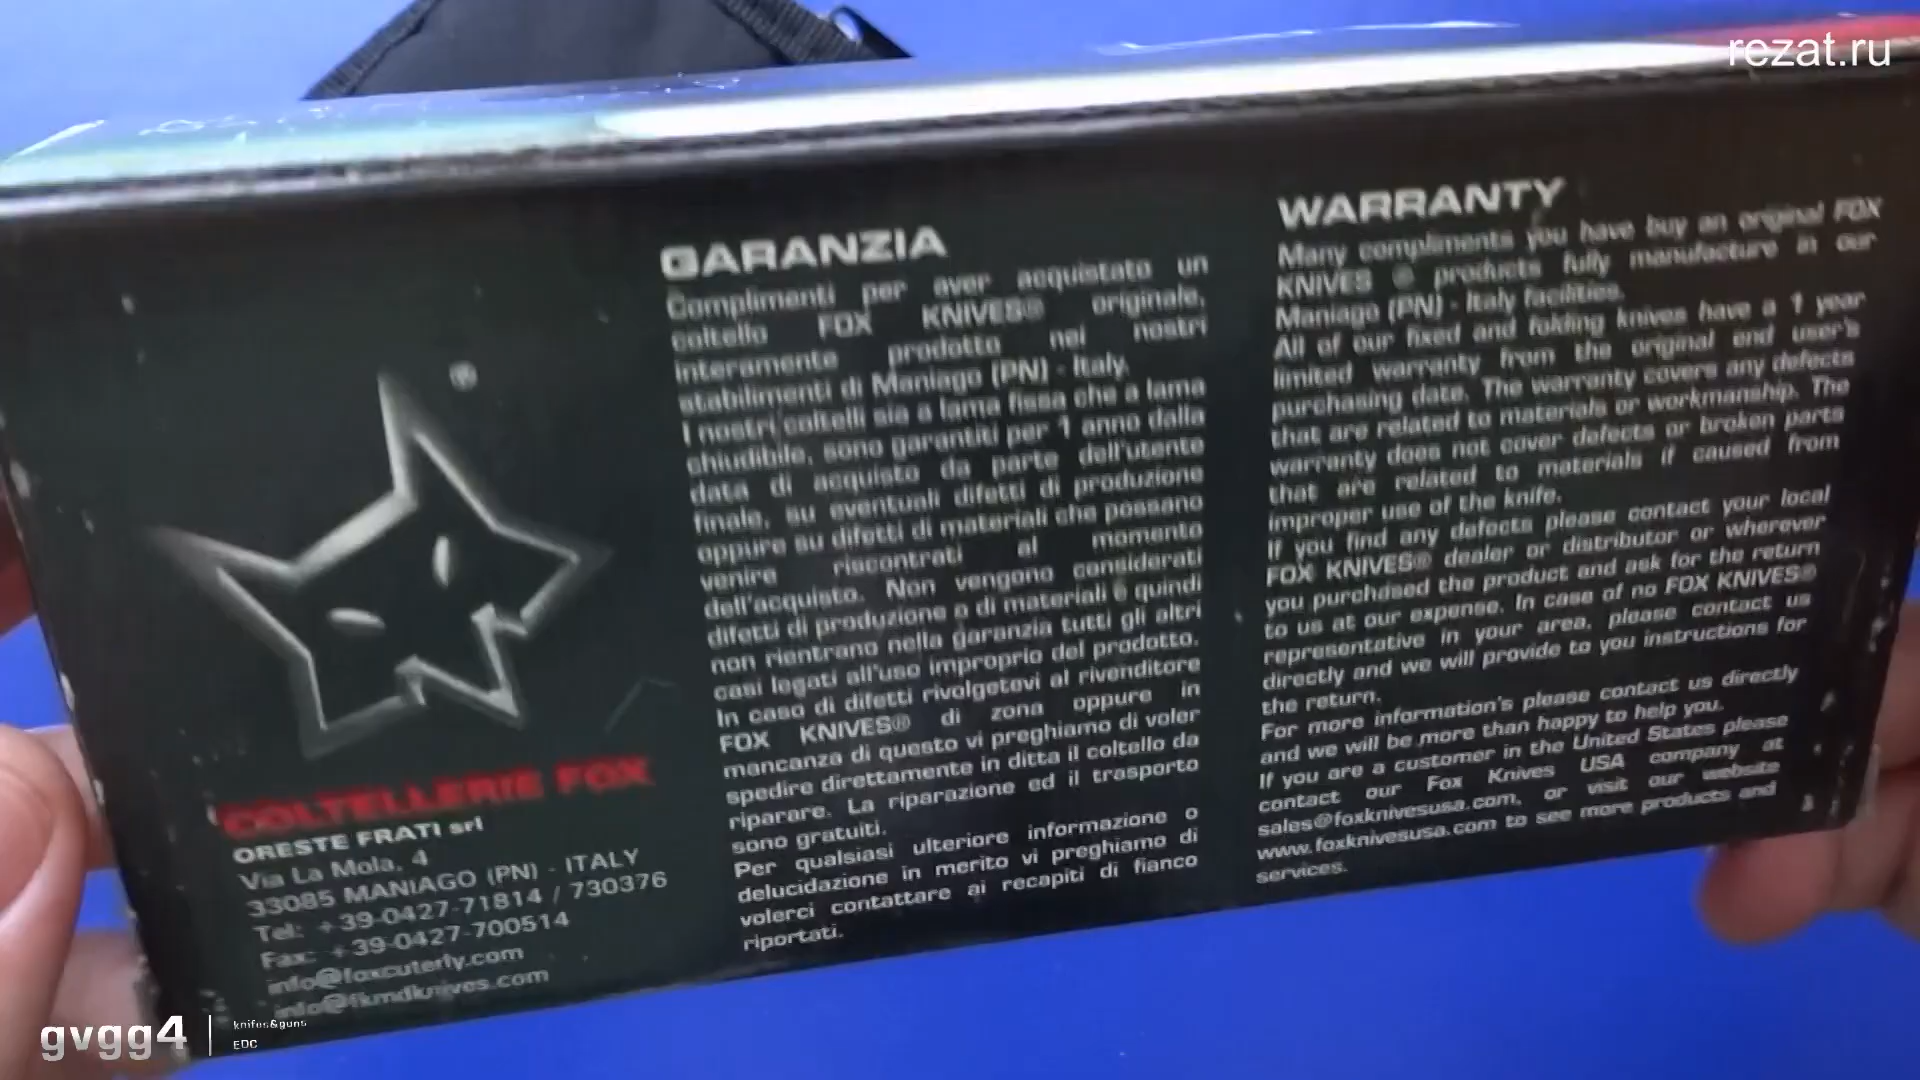 rezat.ru
®
COLTELLERIE FOX
ORESTE FRATI srl
Via La Mola, 4
33085 MANIAGO (PN) - ITALY
Tel: +39-0427-71814 / 730376
Fax: +39-0427-700514
info@foxcuterly.com
info@fkmdknives.com
GARANZIA
Complimenti per aver acquistato un
coltello FOX KNIVES® originale,
interamente prodotto nei nostri
stabilimenti di Maniago (PN) - Italy.
I nostri coltelli sia a lama fissa che a lama
chiudibile, sono garantiti per 1 anno dalla
data di acquisto da parte dell'utente
finale, su eventuali difetti di produzione
oppure su difetti di materiali che possano
venire riscontrati al momento
dell'acquisto. Non vengono considerati
difetti di produzione o di materiali e quindi
non rientrano nella garanzia tutti gli altri
casi legati all'uso improprio del prodotto.
In caso di difetti rivolgetevi al rivenditore
FOX KNIVES® di zona oppure in
mancanza di questo vi preghiamo di voler
spedire direttamente in ditta il coltello da
riparare. La riparazione ed il trasporto
sono gratuiti.
Per qualsiasi ulteriore informazione o
delucidazione in merito vi preghiamo di
volerci contattare ai recapiti di fianco
riportati.
WARRANTY
Many compliments you have buy an original FOX
KNIVES ® products fully manufacture in our
Maniago (PN) - Italy facilities.
All of our fixed and folding knives have a 1 year
limited warranty from the original end user's
purchasing date. The warranty covers any defects
that are related to materials or workmanship. The
warranty does not cover defects or broken parts
that are related to materials if caused from
improper use of the knife.
If you find any defects please contact your local
FOX KNIVES® dealer or distributor or wherever
you purchased the product and ask for the return
to us at our expense. In case of no FOX KNIVES®
representative in your area, please contact us
directly and we will provide to you instructions for
the return.
For more information's please contact us directly
and we will be more than happy to help you.
If you are a customer in the United States please
contact our Fox Knives USA company at
sales@foxknivesusa.com, or visit our website
www.foxknivesusa.com to see more products and
services.
gvgg4
knifes&guns
EDC